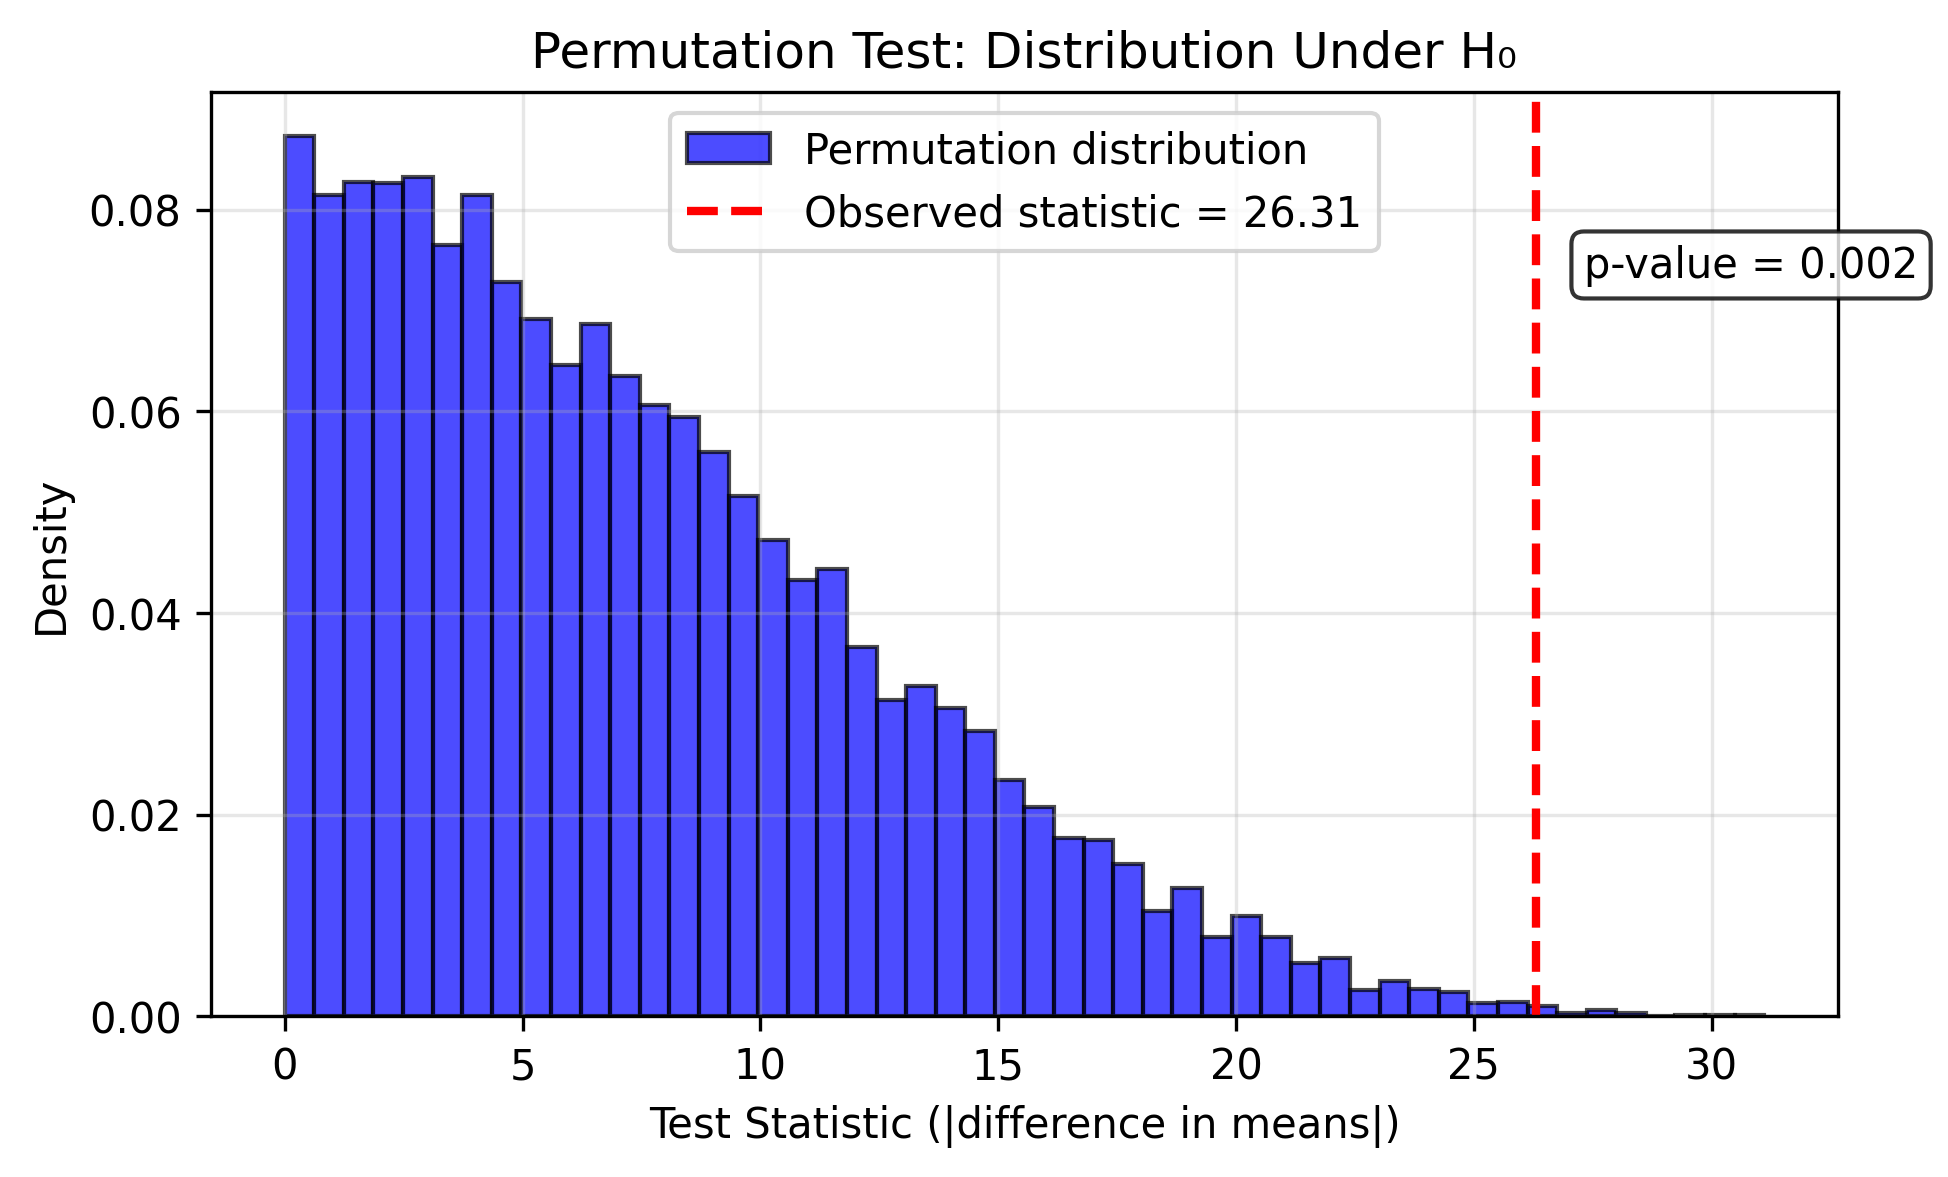 Permutation Test: Distribution Under H₀
Permutation distribution
Observed statistic = 26.31
p-value = 0.002
Density
0.08
0.06
0.04
0.02
0.00
0 5 10 15 20 25 30
Test Statistic (|difference in means|)